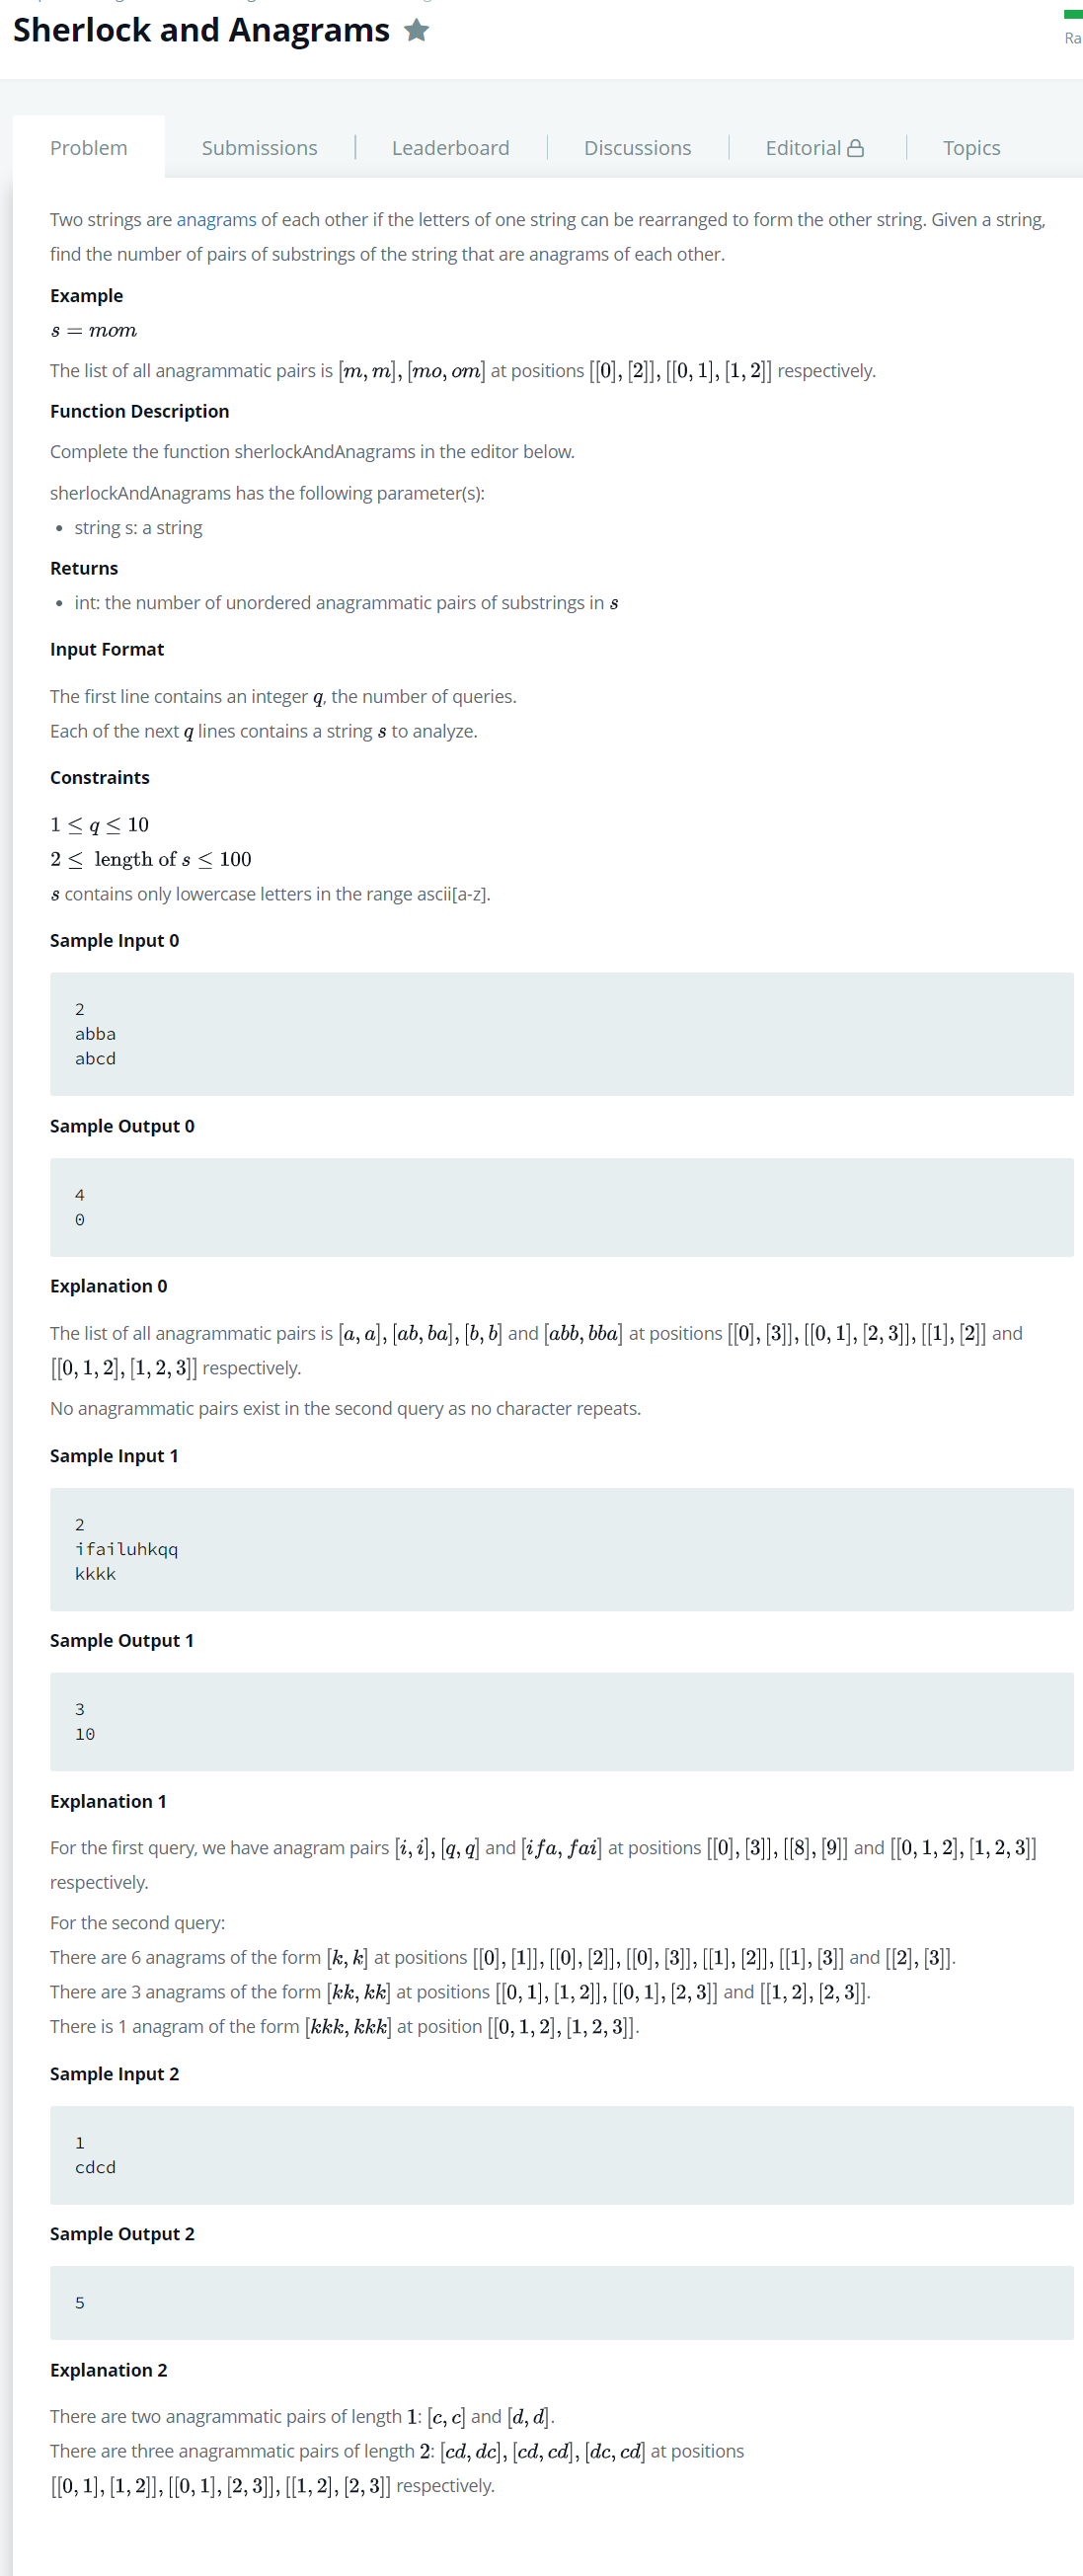 Sherlock and Anagrams
Ra
Problem
Submissions
Leaderboard
Discussions
Editorial
Topics
Two strings are anagrams of each other if the letters of one string can be rearranged to form the other string. Given a string,
find the number of pairs of substrings of the string that are anagrams of each other.
Example
s = mom
The list of all anagrammatic pairs is [m, m], [mo, om] at positions [[0], [2]], [[0, 1], [1, 2]] respectively.
Function Description
Complete the function sherlockAndAnagrams in the editor below.
sherlockAndAnagrams has the following parameter(s):
• string s: a string
Returns
• int: the number of unordered anagrammatic pairs of substrings in s
Input Format
The first line contains an integer q, the number of queries.
Each of the next q lines contains a string s to analyze.
Constraints
1 ≤ q ≤ 10
2 ≤ length of s ≤ 100
s contains only lowercase letters in the range ascii[a-z].
Sample Input 0
2
abba
abcd
Sample Output 0
4
0
Explanation 0
The list of all anagrammatic pairs is [a, a], [ab, ba], [b, b] and [abb, bba] at positions [[0], [3]], [[0, 1], [2, 3]], [[1], [2]] and
[[0, 1, 2], [1, 2, 3]] respectively.
No anagrammatic pairs exist in the second query as no character repeats.
Sample Input 1
2
ifailuhkqq
kkkk
Sample Output 1
3
10
Explanation 1
For the first query, we have anagram pairs [i, i], [q, q] and [ifa, fai] at positions [[0], [3]], [[8], [9]] and [[0, 1, 2], [1, 2, 3]]
respectively.
For the second query:
There are 6 anagrams of the form [k, k] at positions [[0], [1]], [[0], [2]], [[0], [3]], [[1], [2]], [[1], [3]] and [[2], [3]].
There are 3 anagrams of the form [kk, kk] at positions [[0, 1], [1, 2]], [[0, 1], [2, 3]] and [[1, 2], [2, 3]].
There is 1 anagram of the form [kkk, kkk] at position [[0, 1, 2], [1, 2, 3]].
Sample Input 2
1
cdcd
Sample Output 2
5
Explanation 2
There are two anagrammatic pairs of length 1: [c, c] and [d, d].
There are three anagrammatic pairs of length 2: [cd, dc], [cd, cd], [dc, cd] at positions
[[0, 1], [1, 2]], [[0, 1], [2, 3]], [[1, 2], [2, 3]] respectively.